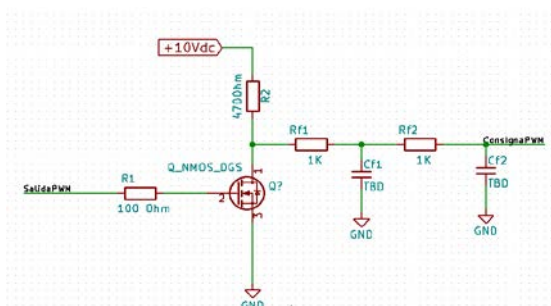 +10Vdc
4700hm
R2
Rf1
1K
Rf2
1K
ConsignaPWM
Q_NMOS_DGS
Q?
1
2
3
Cf1
TBD
Cf2
TBD
R1
100 Ohm
SalidaPWM
GND
GND
GND